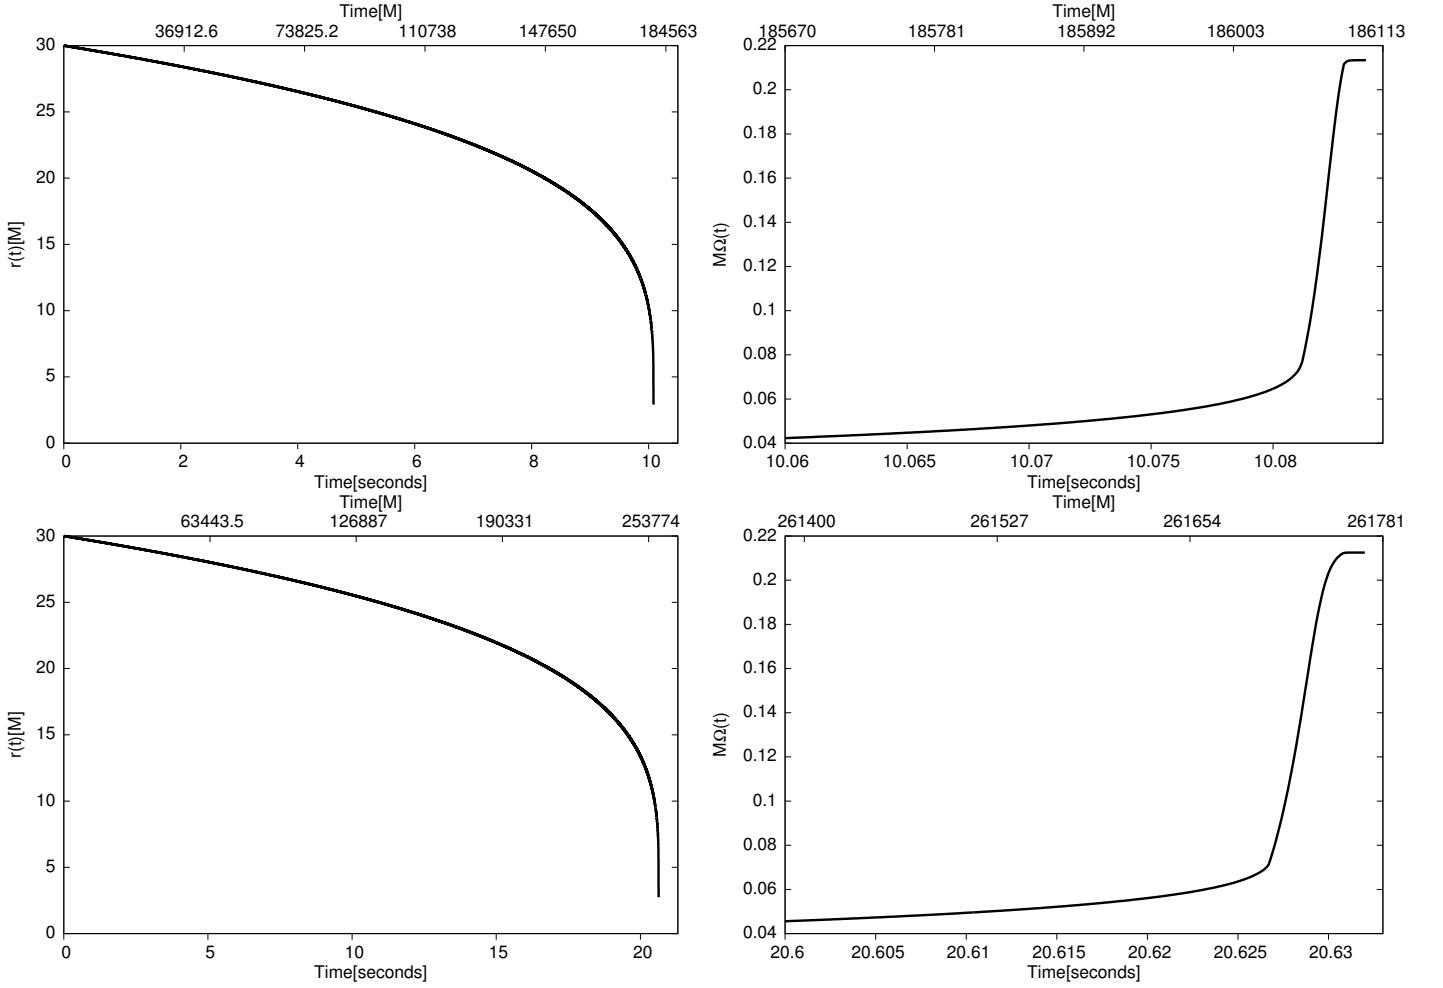 Time[M]
36912.6 73825.2 110738 147650 184563
30
25
20
15
10
5
0
r(t)[M]
0 2 4 6 8 10
Time[seconds]
Time[M]
185670 185781 185892 186003 186113
0.22
0.2
0.18
0.16
0.14
0.12
0.1
0.08
0.06
0.04
MΩ(t)
10.06 10.065 10.07 10.075 10.08
Time[seconds]
Time[M]
63443.5 126887 190331 253774
30
25
20
15
10
5
0
r(t)[M]
0 5 10 15 20
Time[seconds]
Time[M]
261400 261527 261654 261781
0.22
0.2
0.18
0.16
0.14
0.12
0.1
0.08
0.06
0.04
MΩ(t)
20.6 20.605 20.61 20.615 20.62 20.625 20.63
Time[seconds]